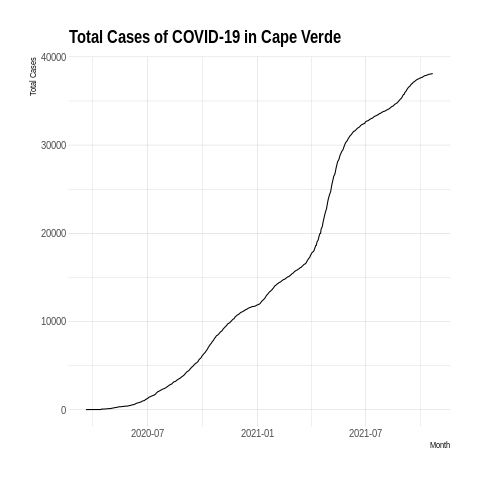 Total Cases of COVID-19 in Cape Verde
Total Cases
40000
30000
20000
10000
0
2020-07 2021-01 2021-07
Month